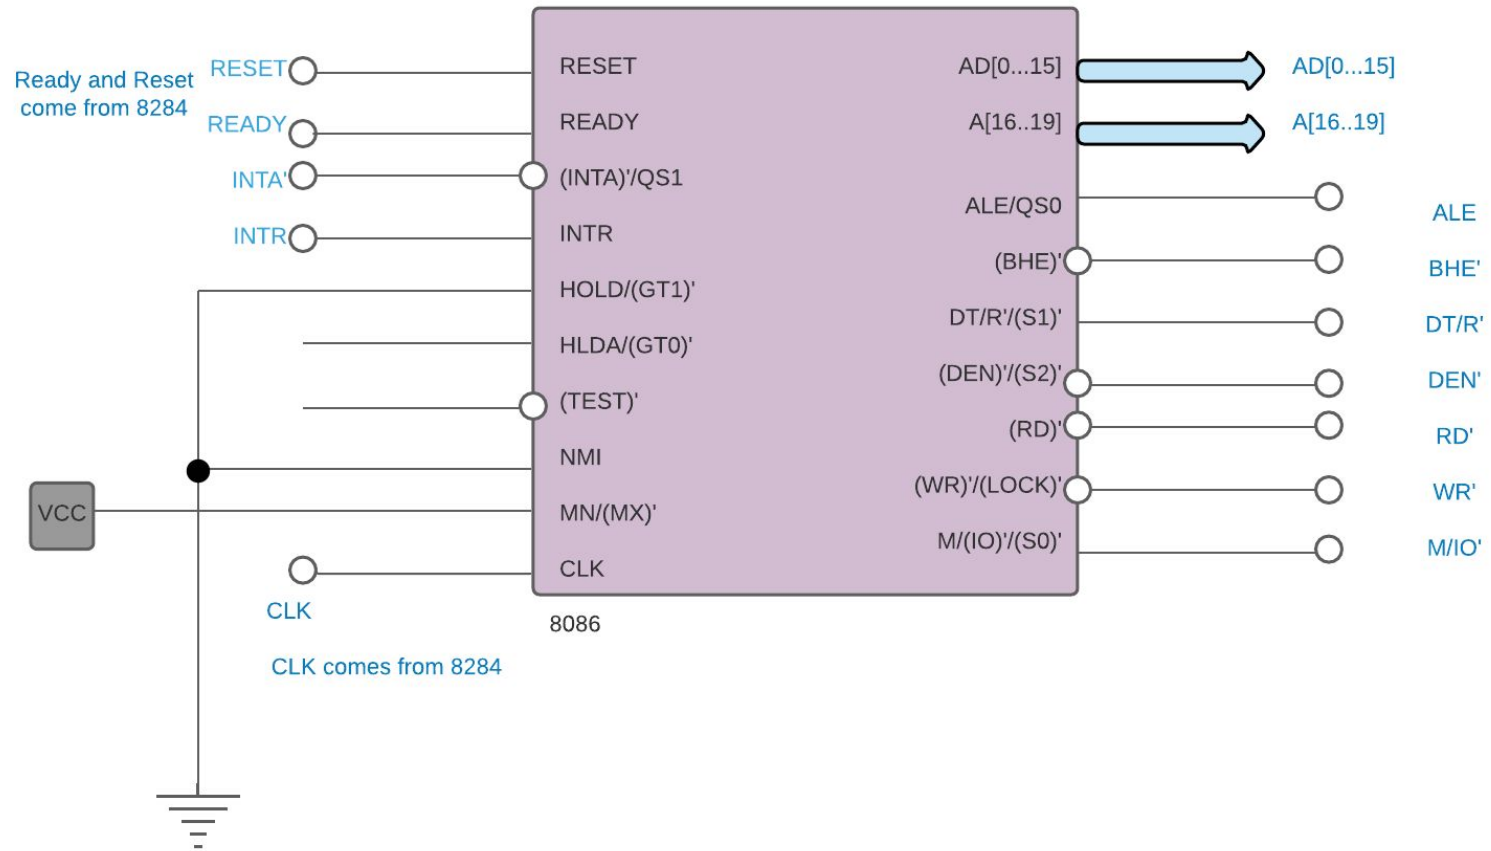 Ready and Reset
come from 8284
RESET
READY
INTA'
INTR
VCC
CLK
CLK comes from 8284
RESET
READY
(INTA)'/QS1
INTR
HOLD/(GT1)'
HLDA/(GT0)'
(TEST)'
NMI
MN/(MX)'
CLK
8086
AD[0...15]
A[16..19]
ALE/QS0
(BHE)'
DT/R'/(S1)'
(DEN)'/(S2)'
(RD)'
(WR)'/(LOCK)'
M/(IO)'/(S0)'
AD[0...15]
A[16..19]
ALE
BHE'
DT/R'
DEN'
RD'
WR'
M/IO'